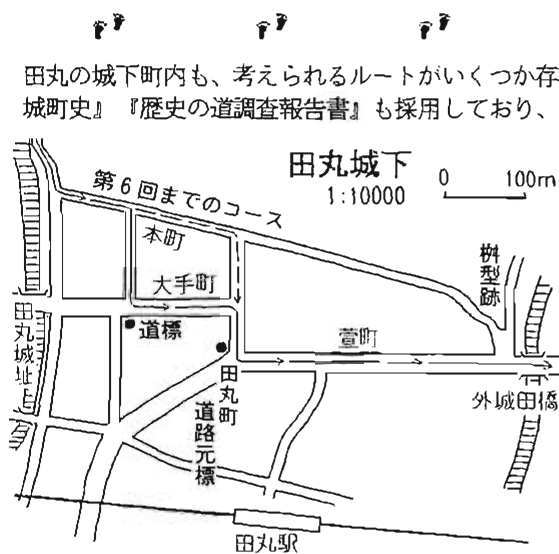 田丸の城下町内も、考えられるルートがいくつか存
城町史』『歴史の道調査報告書』も採用しており、
田丸城下
1:10000
0 100m
第6回までのコース
本町
大手町
桝型跡
道標
萱町
田丸城址
田丸町
道路元標
外城田橋
田丸駅